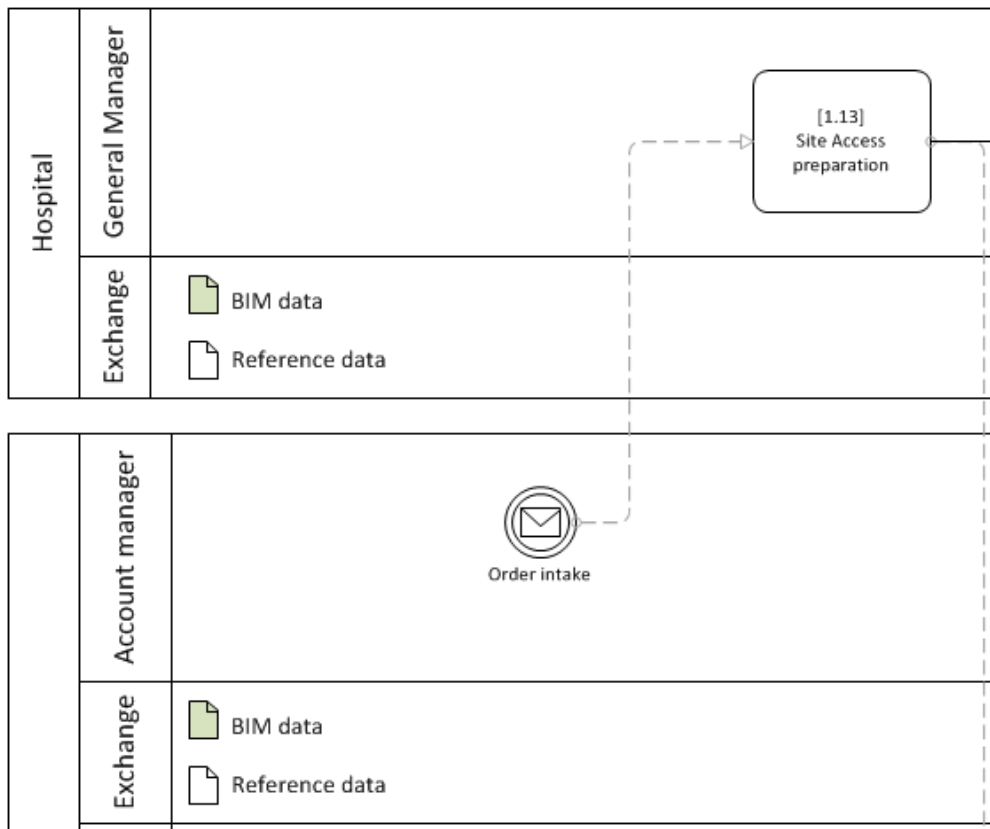 Hospital
General Manager
[1.13]
Site Access
preparation
Exchange
BIM data
Reference data
Account manager
Order intake
Exchange
BIM data
Reference data